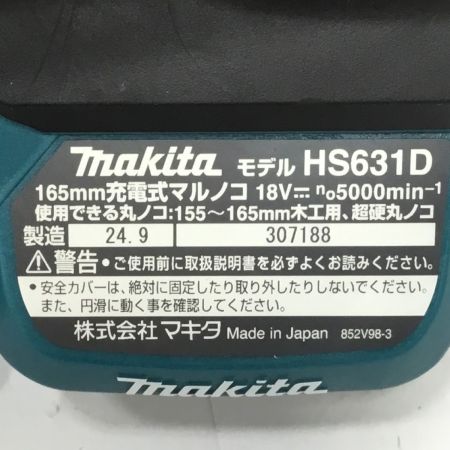 makita モデル HS631D
165mm充電式マルノコ 18V⎓ n₀5000min⁻¹
使用できる丸ノコ:155～165mm木工用、超硬丸ノコ
製造 24.9 307188
⚠警告・ご使用前に取扱説明書を必ずよくお読みください。
・安全カバーは、絶対に固定したり取り外したりしないでください。
また、円滑に動く事を確認してください。
株式会社 マキタ Made in Japan 852V98-3
makita